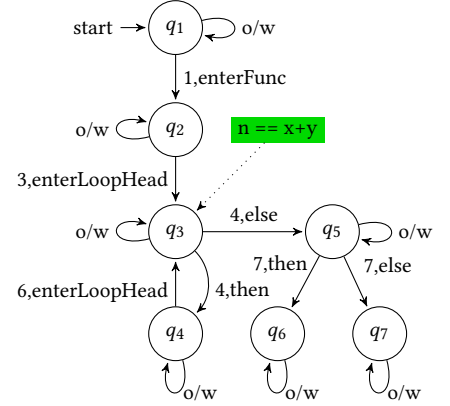 start
q1
o/w
1,enterFunc
o/w
q2
n == x+y
3,enterLoopHead
o/w
q3
4,else
q5
o/w
6,enterLoopHead
4,then
7,then
7,else
q4
q6
q7
o/w
o/w
o/w